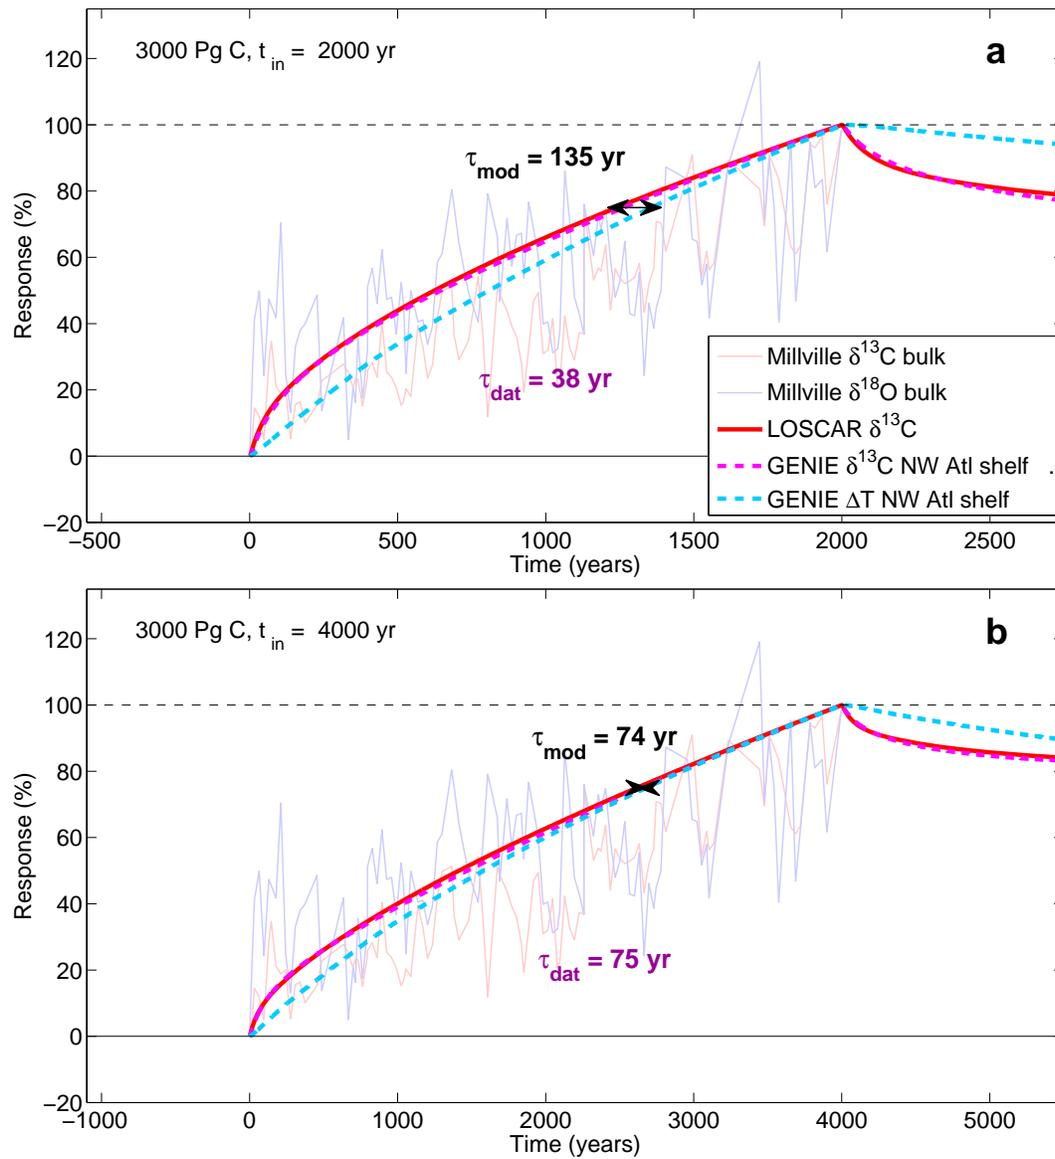 3000 Pg C, t in = 2000 yr
a
τmod = 135 yr
τdat = 38 yr
Response (%)
120
100
80
60
40
20
0
−20
−500
0
500
1000
1500
2000
2500
Time (years)
Millville δ13C bulk
Millville δ18O bulk
LOSCAR δ13C
GENIE δ13C NW Atl shelf .
GENIE ΔT NW Atl shelf
3000 Pg C, t in = 4000 yr
b
τmod = 74 yr
τdat = 75 yr
Response (%)
120
100
80
60
40
20
0
−20
−1000
0
1000
2000
3000
4000
5000
Time (years)